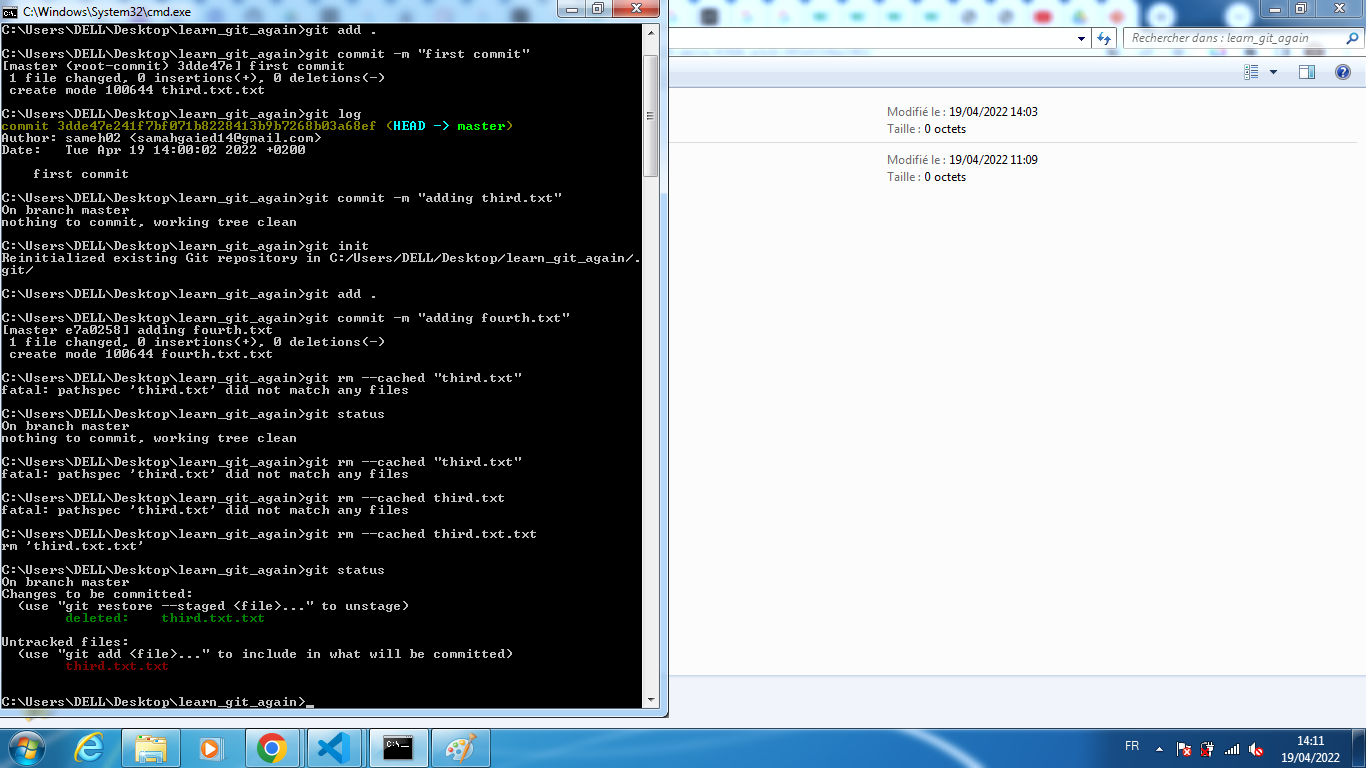 C:\Windows\System32\cmd.exe
C:\Users\DELL\Desktop\learn_git_again>git add .
C:\Users\DELL\Desktop\learn_git_again>git commit -m "first commit"
[master (root-commit) 3dde47e] first commit
 1 file changed, 0 insertions(+), 0 deletions(-)
 create mode 100644 third.txt.txt
C:\Users\DELL\Desktop\learn_git_again>git log
commit 3dde47e241f7bf071b8228413b9b7268b03a68ef (HEAD -> master)
Author: sameh02 <samahgaied14@gmail.com>
Date:   Tue Apr 19 14:00:02 2022 +0200
    first commit
C:\Users\DELL\Desktop\learn_git_again>git commit -m "adding third.txt"
On branch master
nothing to commit, working tree clean
C:\Users\DELL\Desktop\learn_git_again>git init
Reinitialized existing Git repository in C:/Users/DELL/Desktop/learn_git_again/.
git/
C:\Users\DELL\Desktop\learn_git_again>git add .
C:\Users\DELL\Desktop\learn_git_again>git commit -m "adding fourth.txt"
[master e7a0258] adding fourth.txt
 1 file changed, 0 insertions(+), 0 deletions(-)
 create mode 100644 fourth.txt.txt
C:\Users\DELL\Desktop\learn_git_again>git rm --cached "third.txt"
fatal: pathspec 'third.txt' did not match any files
C:\Users\DELL\Desktop\learn_git_again>git status
On branch master
nothing to commit, working tree clean
C:\Users\DELL\Desktop\learn_git_again>git rm --cached "third.txt"
fatal: pathspec 'third.txt' did not match any files
C:\Users\DELL\Desktop\learn_git_again>git rm --cached third.txt
fatal: pathspec 'third.txt' did not match any files
C:\Users\DELL\Desktop\learn_git_again>git rm --cached third.txt.txt
rm 'third.txt.txt'
C:\Users\DELL\Desktop\learn_git_again>git status
On branch master
Changes to be committed:
  (use "git restore --staged <file>..." to unstage)
        deleted:    third.txt.txt
Untracked files:
  (use "git add <file>..." to include in what will be committed)
        third.txt.txt
C:\Users\DELL\Desktop\learn_git_again>_
Rechercher dans : learn_git_again
Modifié le : 19/04/2022 14:03
Taille : 0 octets
Modifié le : 19/04/2022 11:09
Taille : 0 octets
C:\_
FR
14:11
19/04/2022